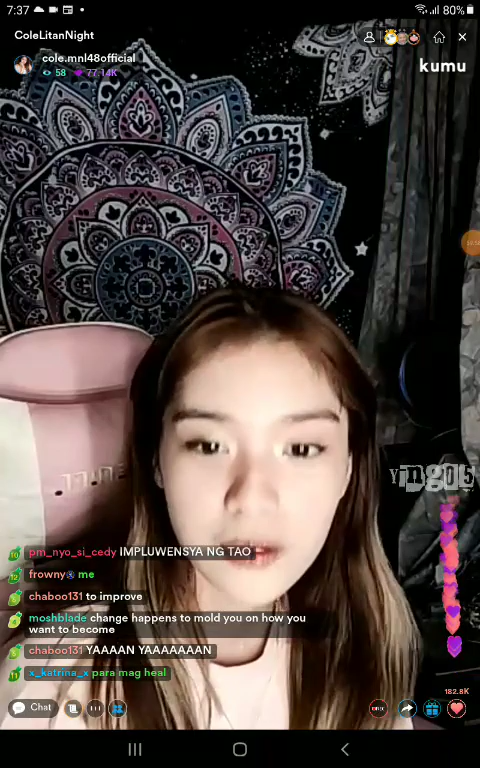 7:37
80%
ColeLitanNight
cole.mnl48official
58 77.14K
kumu
Ying05
pm_nyo_si_cedy IMPLUWENSYA NG TAO
frowny me
chaboo131 to improve
moshblade change happens to mold you on how you
want to become
chaboo131 YAAAAN YAAAAAAAN
x_katrina_x para mag heal
182.8K
Chat